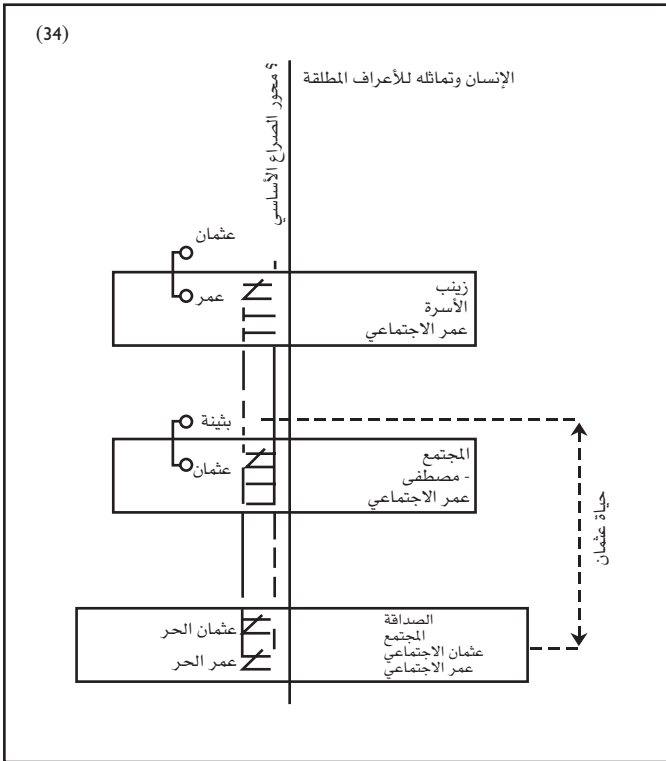 (34)
الإنسان وتماثله للأعراف المطلقة
؟ محور الصراع الأساسي
عثمان
عمر
زينب
الأسرة
عمر الاجتماعي
بثينة
عثمان
المجتمع
- مصطفى
عمر الاجتماعي
حياة عثمان
عثمان الحر
عمر الحر
الصداقة
المجتمع
عثمان الاجتماعي
عمر الاجتماعي